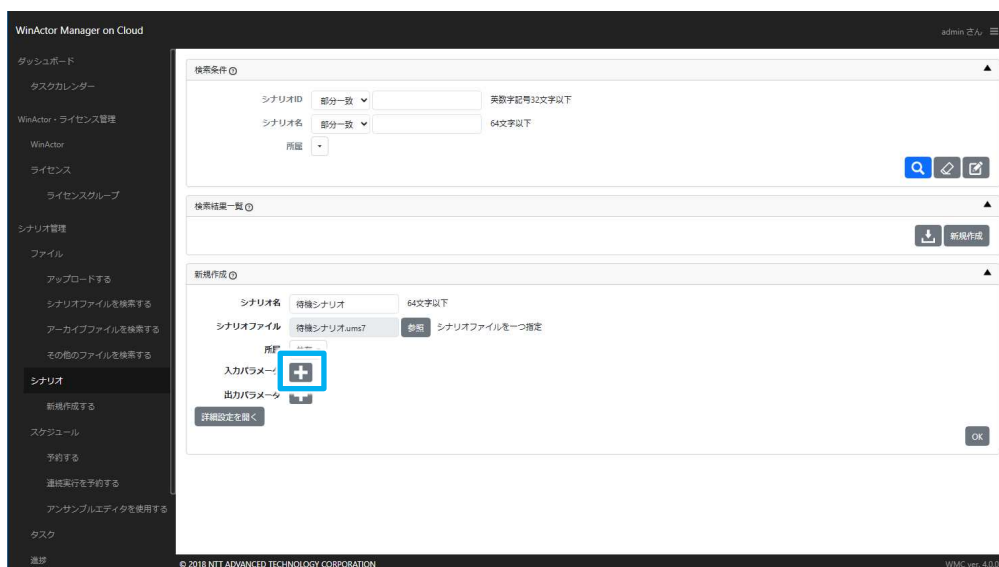 WinActor Manager on Cloud
admin さん
ダッシュボード
タスクカレンダー
WinActor・ライセンス管理
WinActor
ライセンス
ライセンスグループ
シナリオ管理
ファイル
アップロードする
シナリオファイルを検索する
アーカイブファイルを検索する
その他のファイルを検索する
シナリオ
新規作成する
スケジュール
予約する
連続実行を予約する
アンサンブルエディタを使用する
タスク
進捗
検索条件
シナリオID 部分一致 英数字記号32文字以下
シナリオ名 部分一致 64文字以下
所属
検索結果一覧
新規作成
新規作成
シナリオ名 待機シナリオ 64文字以下
シナリオファイル 待機シナリオ.ums7 参照 シナリオファイルを一つ指定
所属
入力パラメータ
出力パラメータ
詳細設定を開く
OK
© 2018 NTT ADVANCED TECHNOLOGY CORPORATION
WMC ver. 4.0.0